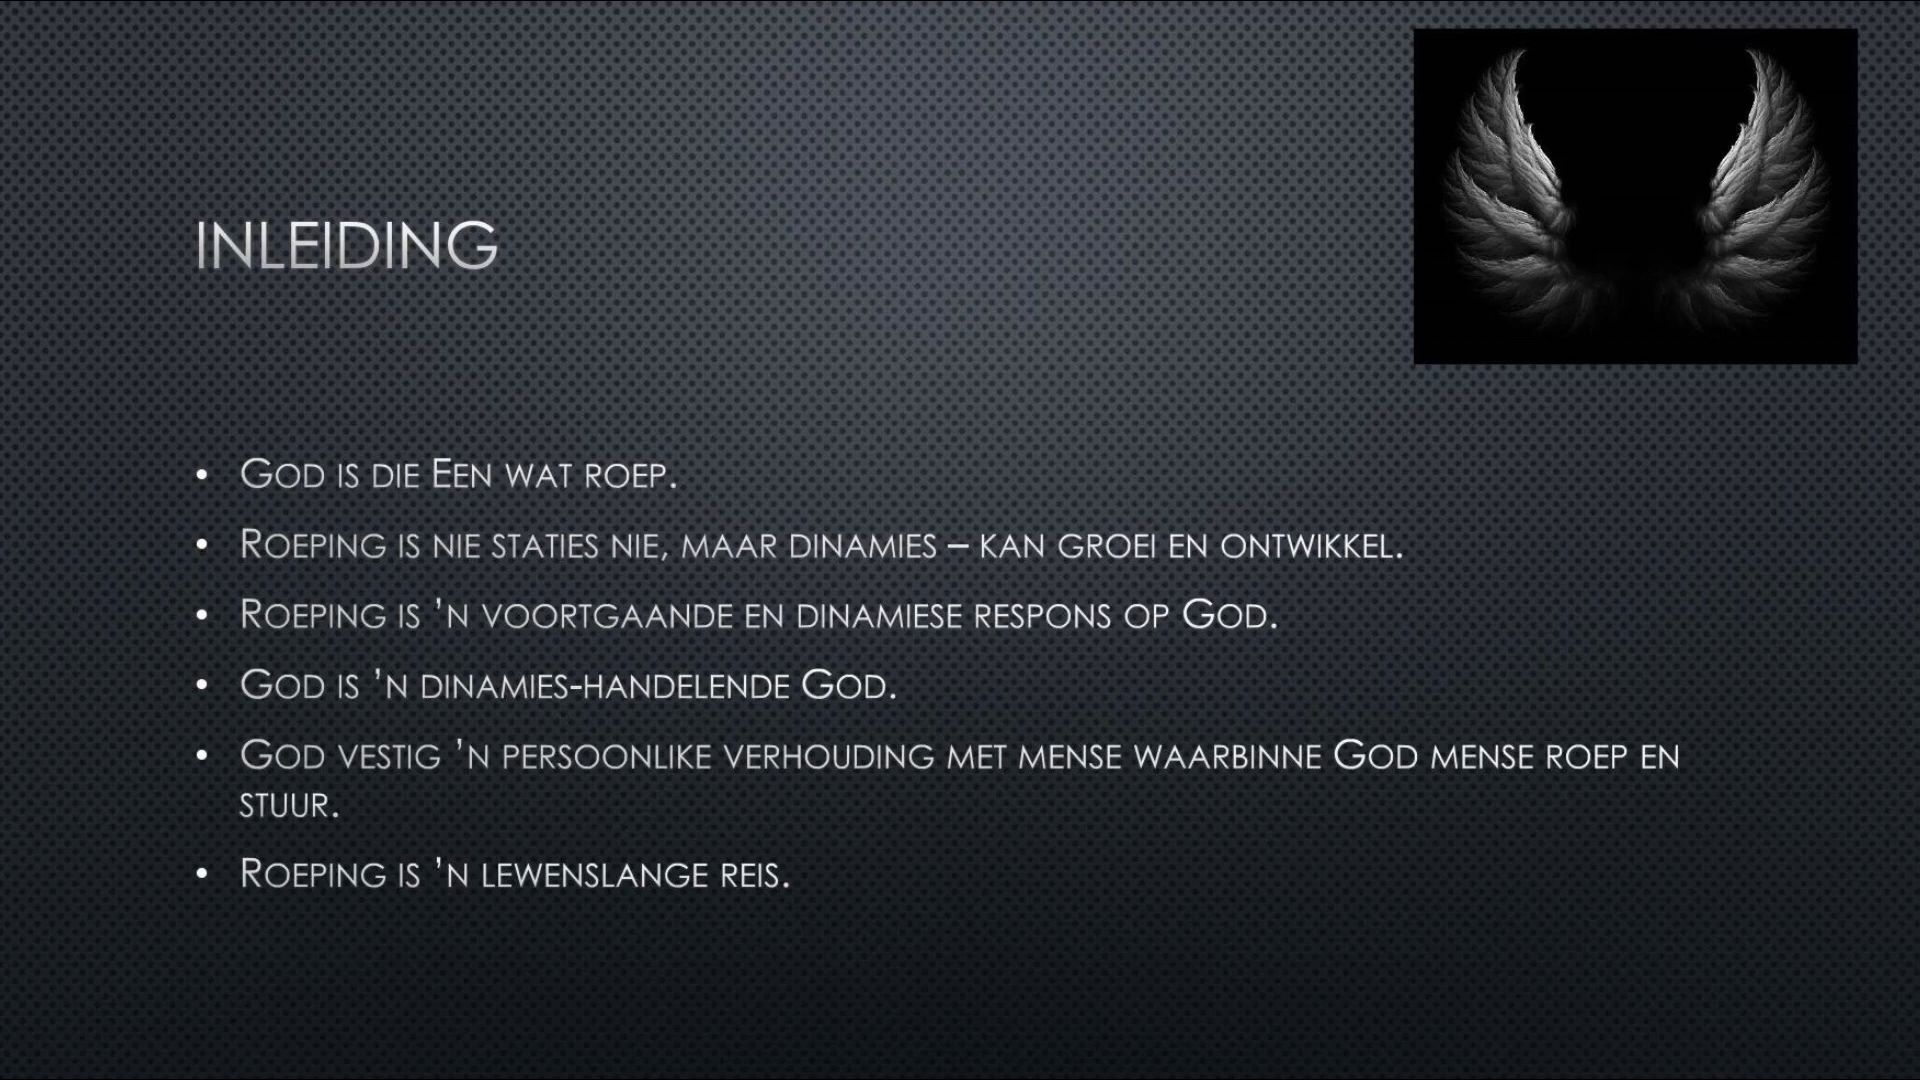 INLEIDING
• God is die Een wat roep.
• Roeping is nie staties nie, maar dinamies – kan groei en ontwikkel.
• Roeping is ’n voortgaande en dinamiese respons op God.
• God is ’n dinamies-handelende God.
• God vestig ’n persoonlike verhouding met mense waarbinne God mense roep en
stuur.
• Roeping is ’n lewenslange reis.